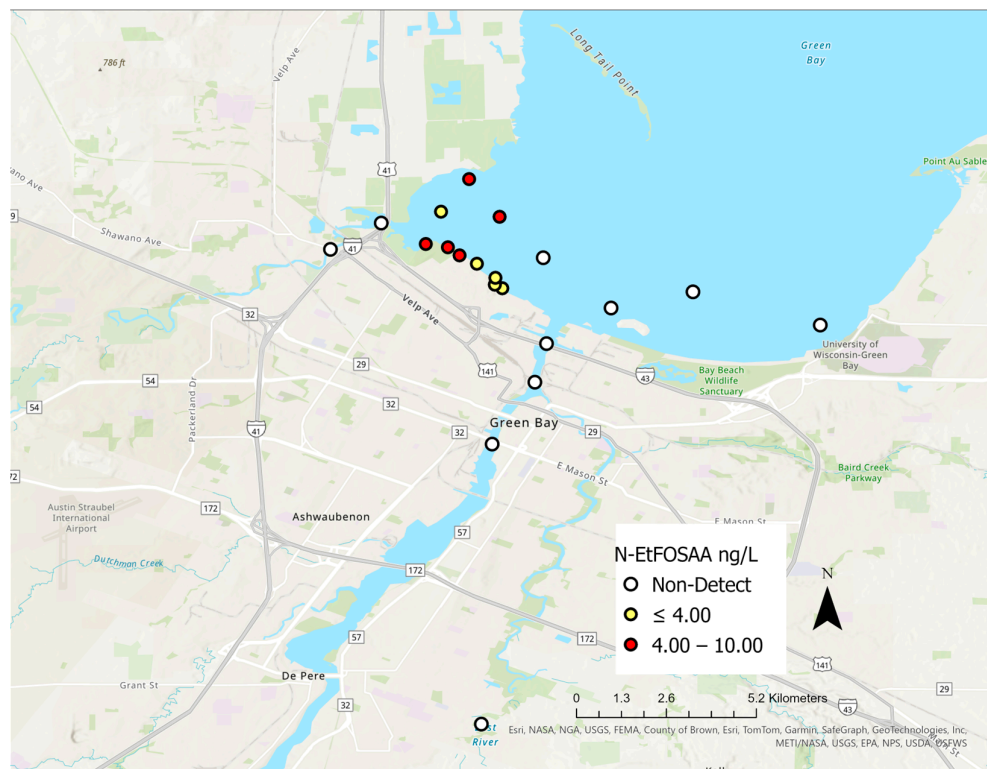 Green
Bay
Long Tail Point
786 ft
Velp Ave
Point Au Sable
41
ano Ave
9
Shawano Ave
41
32
Velp Ave
University of
Wisconsin-Green
Bay
29
141
43
Bay Beach
Wildlife
Sanctuary
54
54
Packerland Dr
32
Green Bay
32
29
41
E Mason St
Baird Creek
Parkway
72
Austin Straubel
International
Airport
172
Ashwaubenon
57
E Mason St
Dutchman Creek
172
N-EtFOSAA ng/L
Non-Detect
≤ 4.00
4.00 – 10.00
N
57
172
141
De Pere
Grant St
29
32
0 1.3 2.6 5.2 Kilometers
43
River
Esri, NASA, NGA, USGS, FEMA, County of Brown, Esri, TomTom, Garmin, SafeGraph, GeoTechnologies, Inc,
METI/NASA, USGS, EPA, NPS, USDA, USFWS